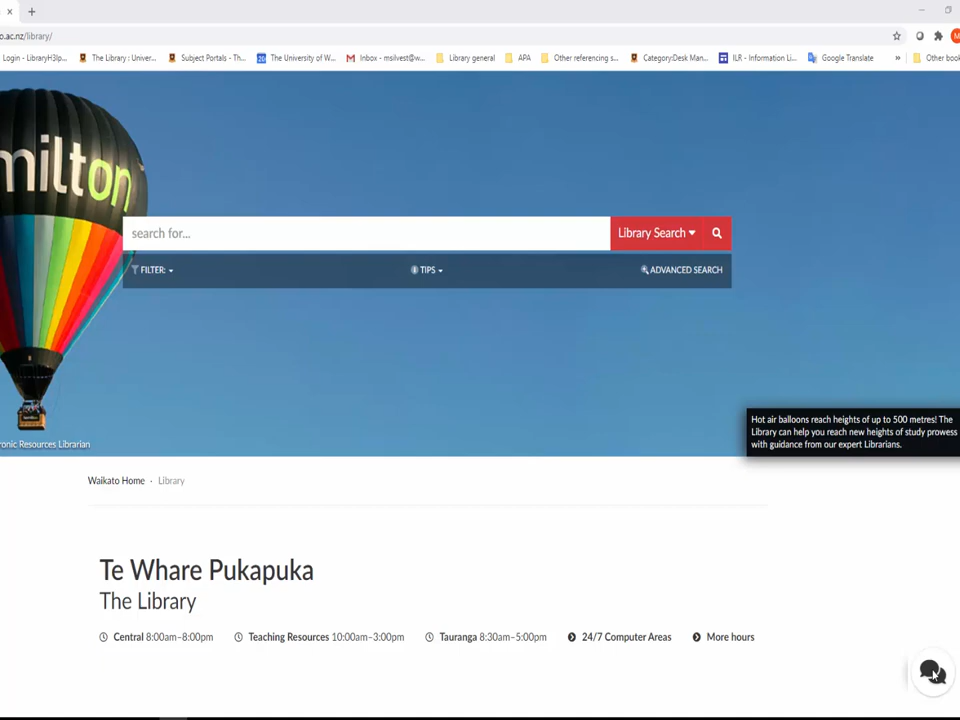 o.ac.nz/library/
Login - LibraryH3lp... The Library : Univer... Subject Portals - Th... The University of W... Inbox - msilvest@w... Library general APA Other referencing s... Category:Desk Man... ILR - Information Li... Google Translate » Other book
milton
search for... Library Search
FILTER: TIPS ADVANCED SEARCH
Hot air balloons reach heights of up to 500 metres! The
Library can help you reach new heights of study prowess
with guidance from our expert Librarians.
ronic Resources Librarian
Waikato Home · Library
Te Whare Pukapuka
The Library
Central 8:00am–8:00pm Teaching Resources 10:00am–3:00pm Tauranga 8:30am–5:00pm 24/7 Computer Areas More hours